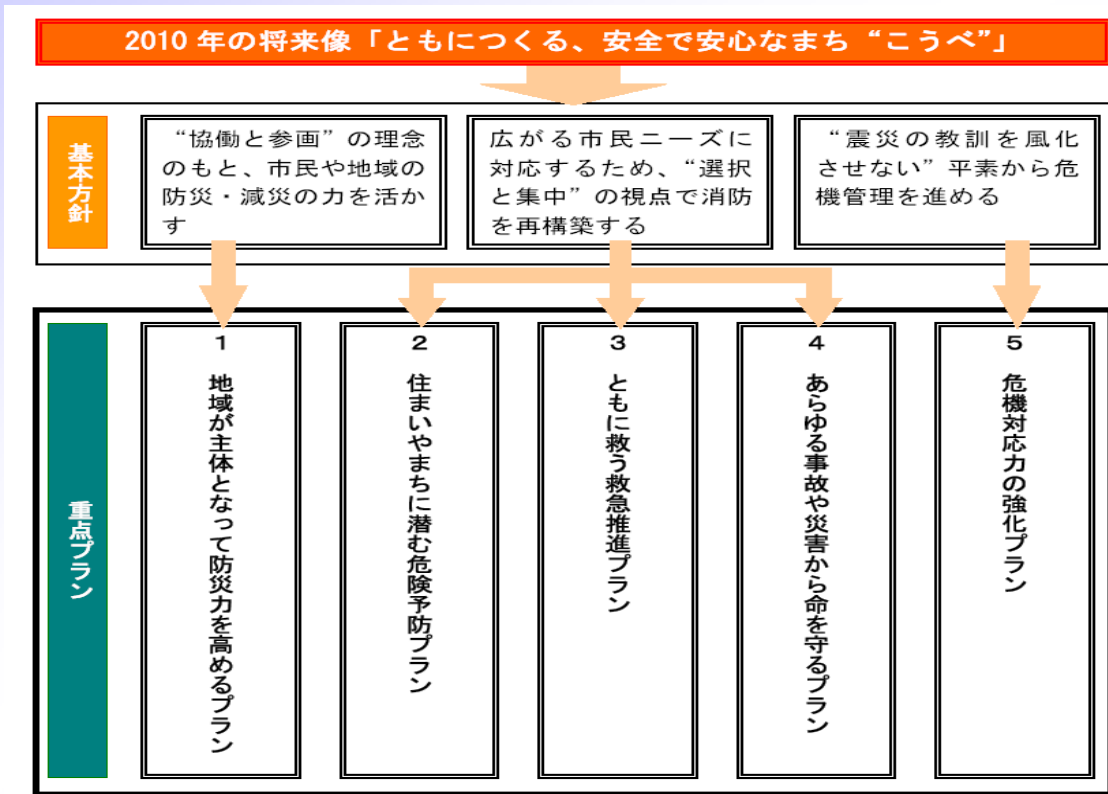 2010 年の将来像「ともにつくる、安全で安心なまち “こうべ”」
基本方針
“協働と参画” の理念
のもと、市民や地域の
防災・減災の力を活か
す
広がる市民ニーズに
対応するため、“選択
と集中” の視点で消防
を再構築する
“震災の教訓を風化
させない” 平素から危
機管理を進める
重点プラン
1
地域が主体となって防災力を高めるプラン
2
住まいやまちに潜む危険予防プラン
3
ともに救う救急推進プラン
4
あらゆる事故や災害から命を守るプラン
5
危機対応力の強化プラン